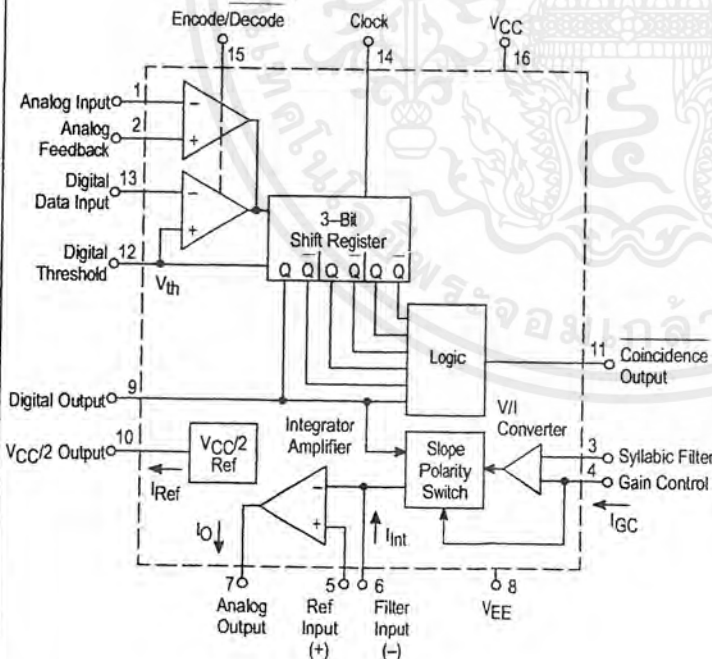 Encode/Decode
Clock
VCC
15
14
16
Analog Input
1
−
Analog
Feedback
2
+
Digital
Data Input
13
−
Digital
Threshold
12
+
Vth
3–Bit
Shift Register
Q Q Q Q Q Q
Logic
11
Coincidence
Output
Digital Output
9
VCC/2 Output
10
VCC/2
Ref
IRef
Integrator
Amplifier
Slope
Polarity
Switch
V/I
Converter
3
Syllabic Filter
4
Gain Control
IGC
−
+
IO
IInt
7
5
6
8
Analog
Output
Ref
Input
(+)
Filter
Input
(–)
VEE